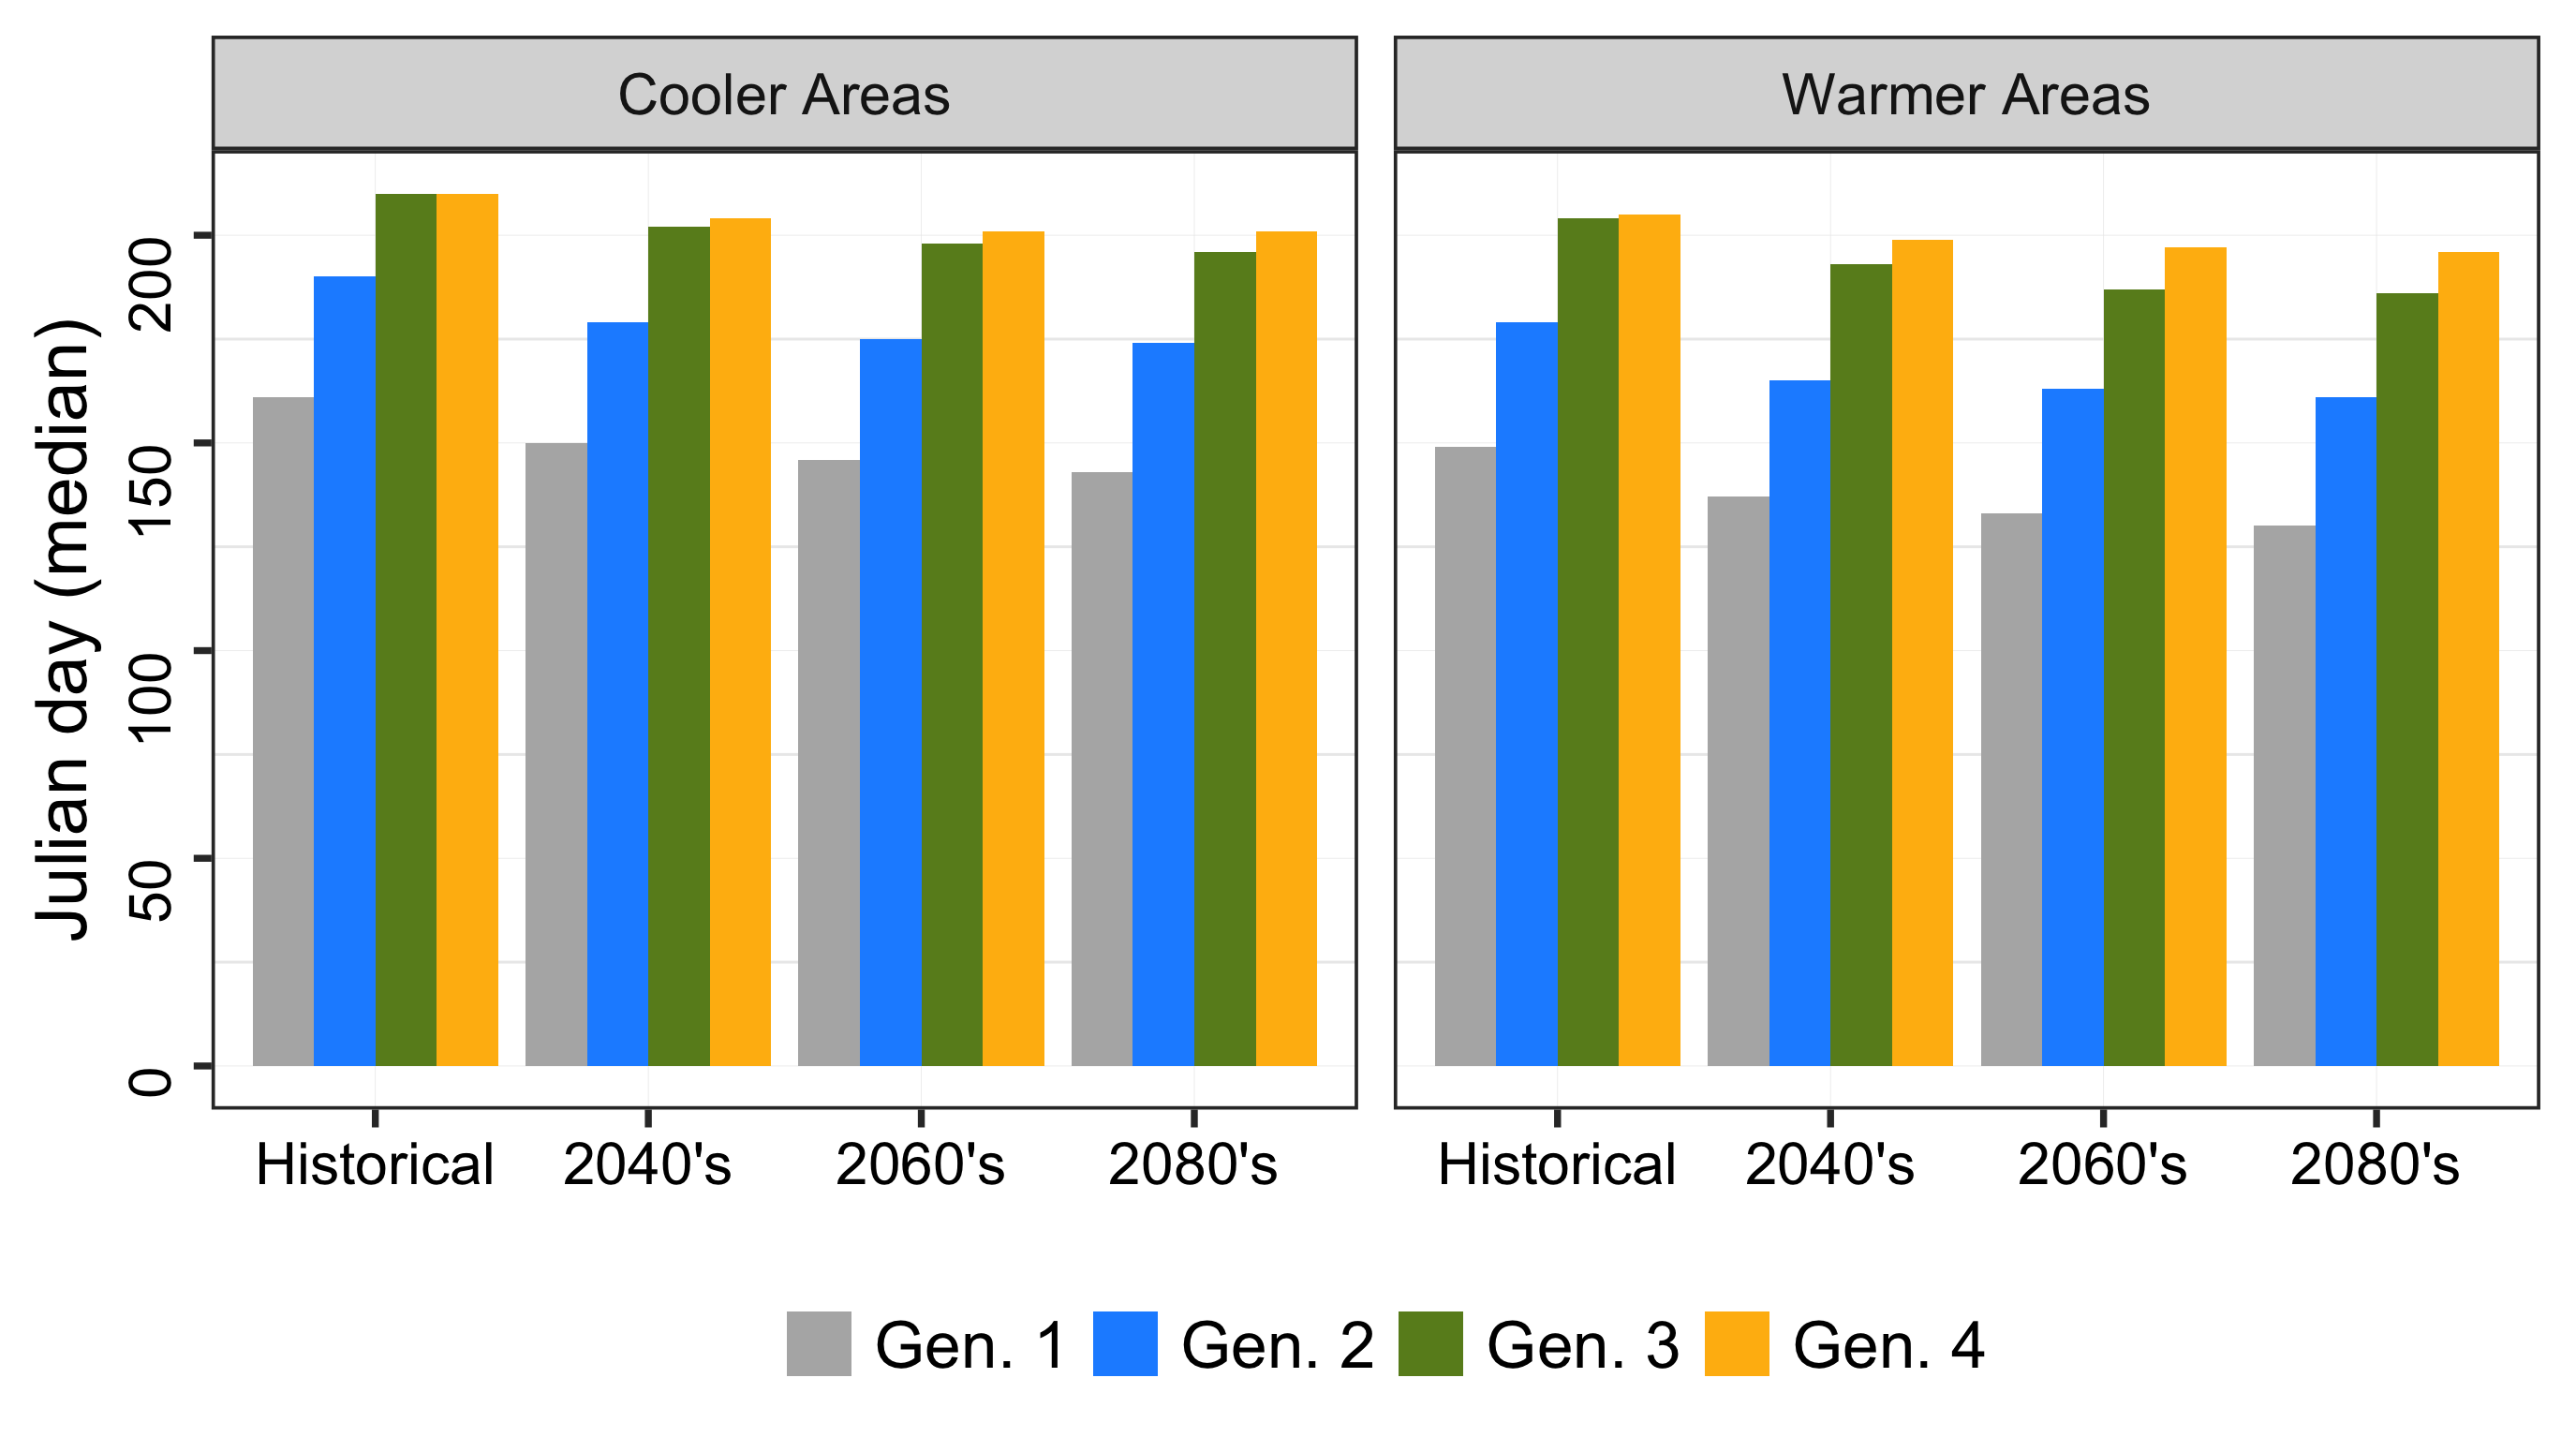 Cooler Areas
Warmer Areas
Julian day (median)
200
150
100
50
0
Historical 2040's 2060's 2080's
Historical 2040's 2060's 2080's
Gen. 1 Gen. 2 Gen. 3 Gen. 4